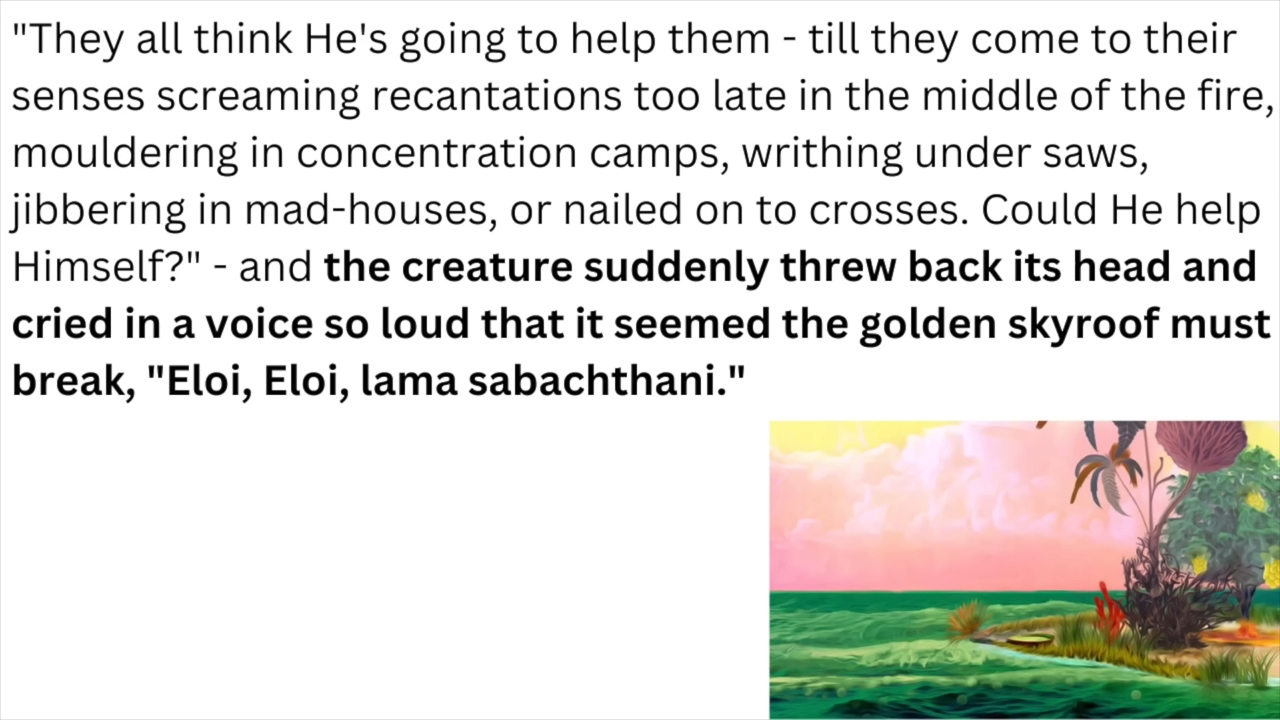 "They all think He's going to help them - till they come to their
senses screaming recantations too late in the middle of the fire,
mouldering in concentration camps, writhing under saws,
jibbering in mad-houses, or nailed on to crosses. Could He help
Himself?" - and the creature suddenly threw back its head and
cried in a voice so loud that it seemed the golden skyroof must
break, "Eloi, Eloi, lama sabachthani."